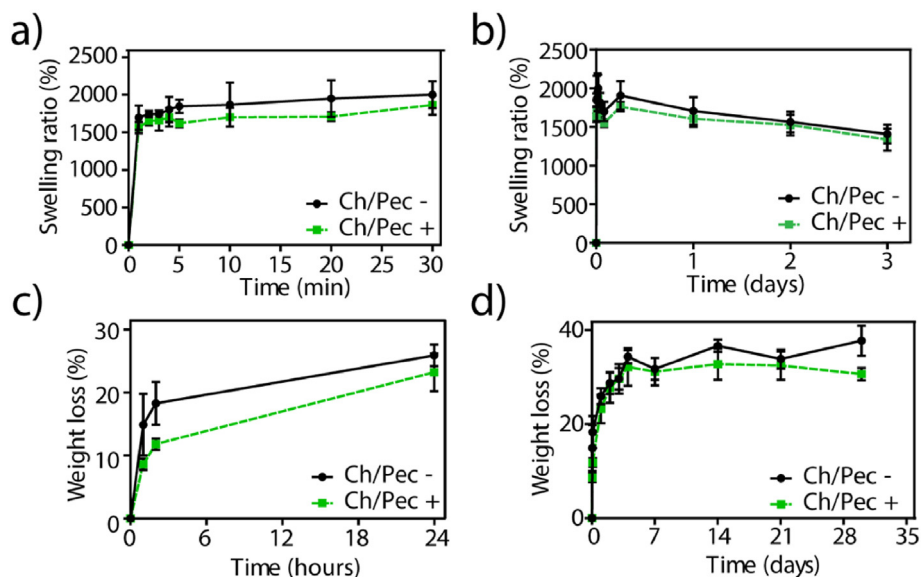 a)
Swelling ratio (%)
2500
2000
1500
1000
500
0
0
5
10
15
20
25
30
Time (min)
Ch/Pec -
Ch/Pec +
b)
Swelling ratio (%)
2500
2000
1500
1000
500
0
0
1
2
3
Time (days)
Ch/Pec -
Ch/Pec +
c)
Weight loss (%)
30
20
10
0
0
6
12
18
24
Time (hours)
Ch/Pec -
Ch/Pec +
d)
Weight loss (%)
40
20
0
0
7
14
21
28
35
Time (days)
Ch/Pec -
Ch/Pec +